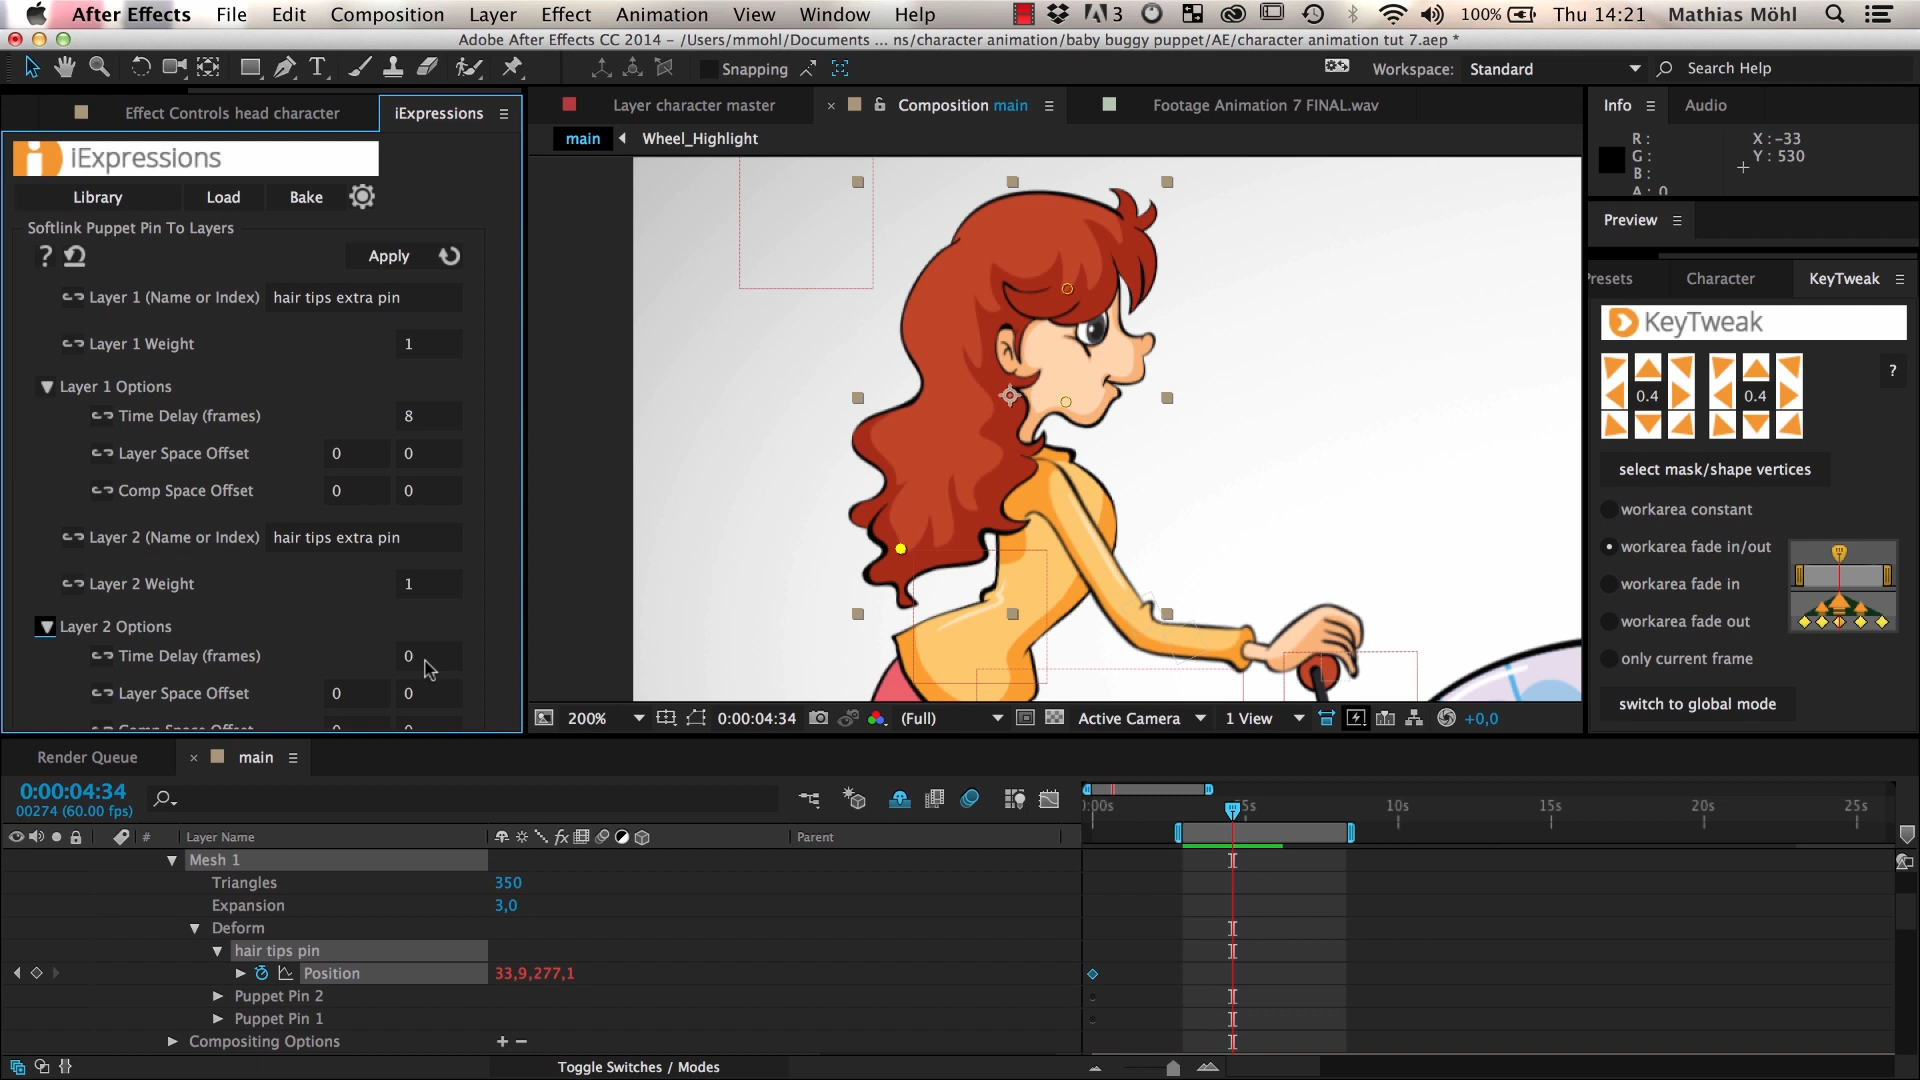 After Effects File Edit Composition Layer Effect Animation View Window Help 3 100% Thu 14:21 Mathias Möhl
Adobe After Effects CC 2014 – /Users/mmohl/Documents ... ns/character animation/baby buggy puppet/AE/character animation tut 7.aep *
T Snapping Workspace: Standard Search Help
Effect Controls head character iExpressions
Layer character master × Composition main Footage Animation 7 FINAL.wav
Info Audio
main Wheel_Highlight
R: X: -33
G: Y: 530
B:
A: 0
iExpressions
Library Load Bake
Softlink Puppet Pin To Layers
? Apply
Layer 1 (Name or Index) hair tips extra pin
Layer 1 Weight 1
Layer 1 Options
Time Delay (frames) 8
Layer Space Offset 0 0
Comp Space Offset 0 0
Layer 2 (Name or Index) hair tips extra pin
Layer 2 Weight 1
Layer 2 Options
Time Delay (frames) 0
Layer Space Offset 0 0
Preview
Presets Character KeyTweak
KeyTweak
0.4 0.4 ?
select mask/shape vertices
workarea constant
workarea fade in/out
workarea fade in
workarea fade out
only current frame
switch to global mode
200% 0:00:04:34 (Full) Active Camera 1 View +0,0
Render Queue × main
0:00:04:34
00274 (60.00 fps)
0:00s 5s 10s 15s 20s 25s
# Layer Name fx Parent
Mesh 1
Triangles 350
Expansion 3,0
Deform
hair tips pin
Position 33,9,277,1
Puppet Pin 2
Puppet Pin 1
Compositing Options + −
Toggle Switches / Modes